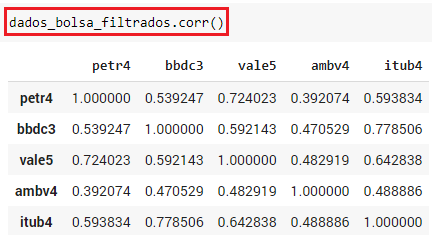 dados_bolsa_filtrados.corr()
petr4 bbdc3 vale5 ambv4 itub4
petr4 1.000000 0.539247 0.724023 0.392074 0.593834
bbdc3 0.539247 1.000000 0.592143 0.470529 0.778506
vale5 0.724023 0.592143 1.000000 0.482919 0.642838
ambv4 0.392074 0.470529 0.482919 1.000000 0.488886
itub4 0.593834 0.778506 0.642838 0.488886 1.000000